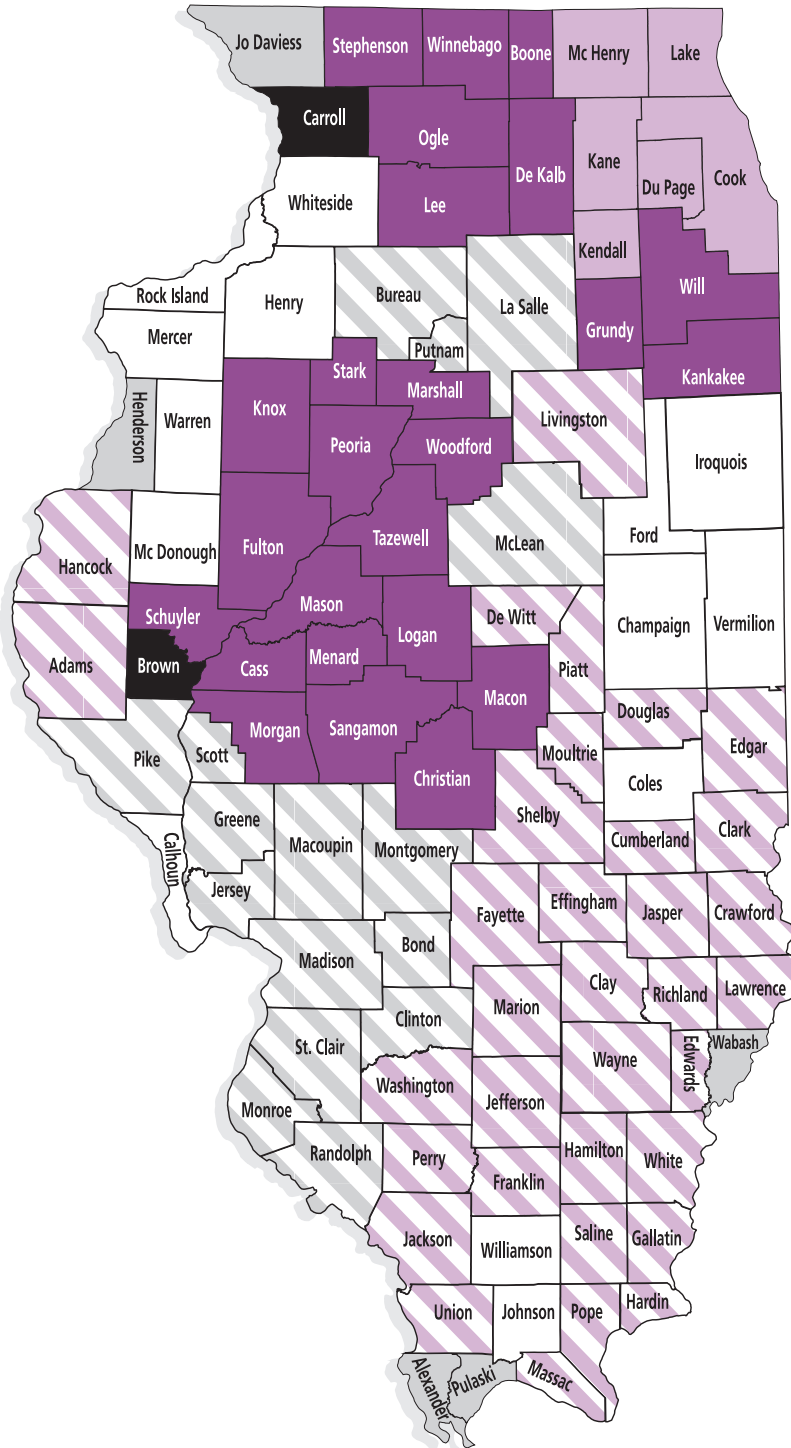 Jo Daviess
Stephenson
Winnebago
Boone
Mc Henry
Lake
Carroll
Ogle
De Kalb
Kane
Cook
Du Page
Whiteside
Lee
Kendall
Rock Island
Henry
Bureau
La Salle
Will
Mercer
Putnam
Grundy
Stark
Kankakee
Henderson
Warren
Knox
Marshall
Livingston
Peoria
Woodford
Iroquois
Hancock
Mc Donough
Fulton
Tazewell
McLean
Ford
Schuyler
Mason
De Witt
Champaign
Vermilion
Adams
Brown
Cass
Menard
Logan
Piatt
Macon
Douglas
Pike
Scott
Morgan
Sangamon
Moultrie
Edgar
Christian
Coles
Greene
Macoupin
Montgomery
Shelby
Cumberland
Clark
Calhoun
Jersey
Fayette
Effingham
Jasper
Crawford
Madison
Bond
Clay
Richland
Lawrence
Clinton
Marion
St. Clair
Wayne
Edwards
Wabash
Washington
Jefferson
Monroe
Randolph
Perry
Hamilton
White
Franklin
Jackson
Williamson
Saline
Gallatin
Union
Johnson
Pope
Hardin
Alexander
Pulaski
Massac